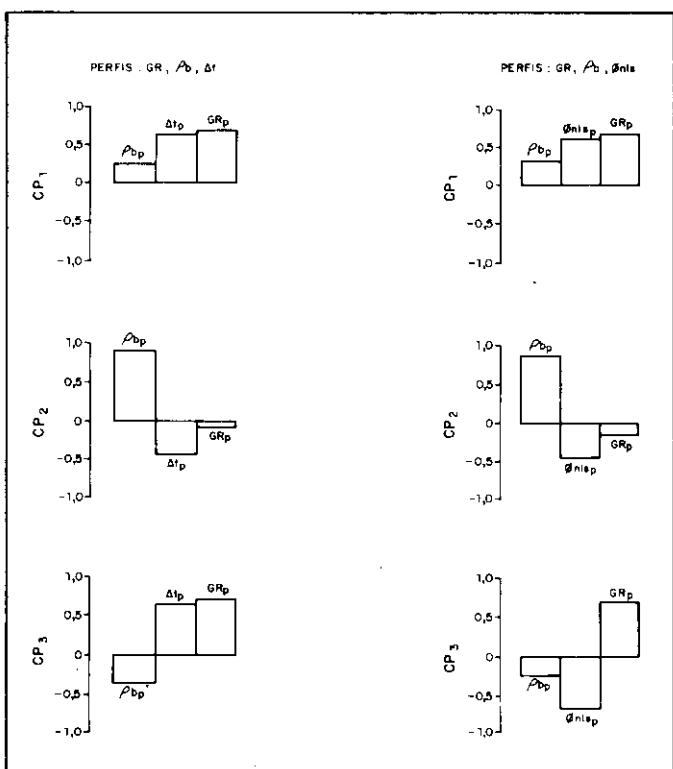 PERFIS : GR, ρb, Δt
1,0
0,5
0
-0,5
-1,0
CP1
ρbp
Δtp
GRp
PERFIS : GR, ρb, Ønls
1,0
0,5
0
-0,5
-1,0
CP1
ρbp
Ønlsp
GRp
1,0
0,5
0
-0,5
-1,0
CP2
ρbp
Δtp
GRp
1,0
0,5
0
-0,5
-1,0
CP2
ρbp
Ønlsp
GRp
1,0
0,5
0
-0,5
-1,0
CP3
ρbp
Δtp
GRp
1,0
0,5
0
-0,5
-1,0
CP3
ρbp
Ønlsp
GRp